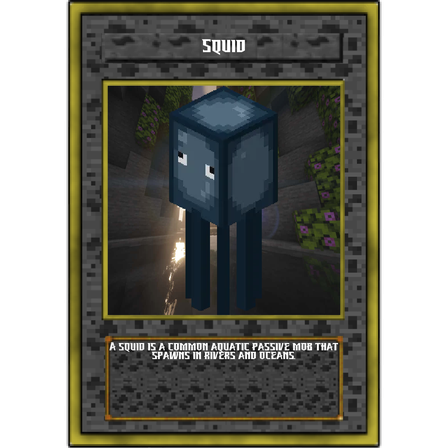 SQUID
A SQUID IS A COMMON AQUATIC PASSIVE MOB THAT
SPAWNS IN RIVERS AND OCEANS.